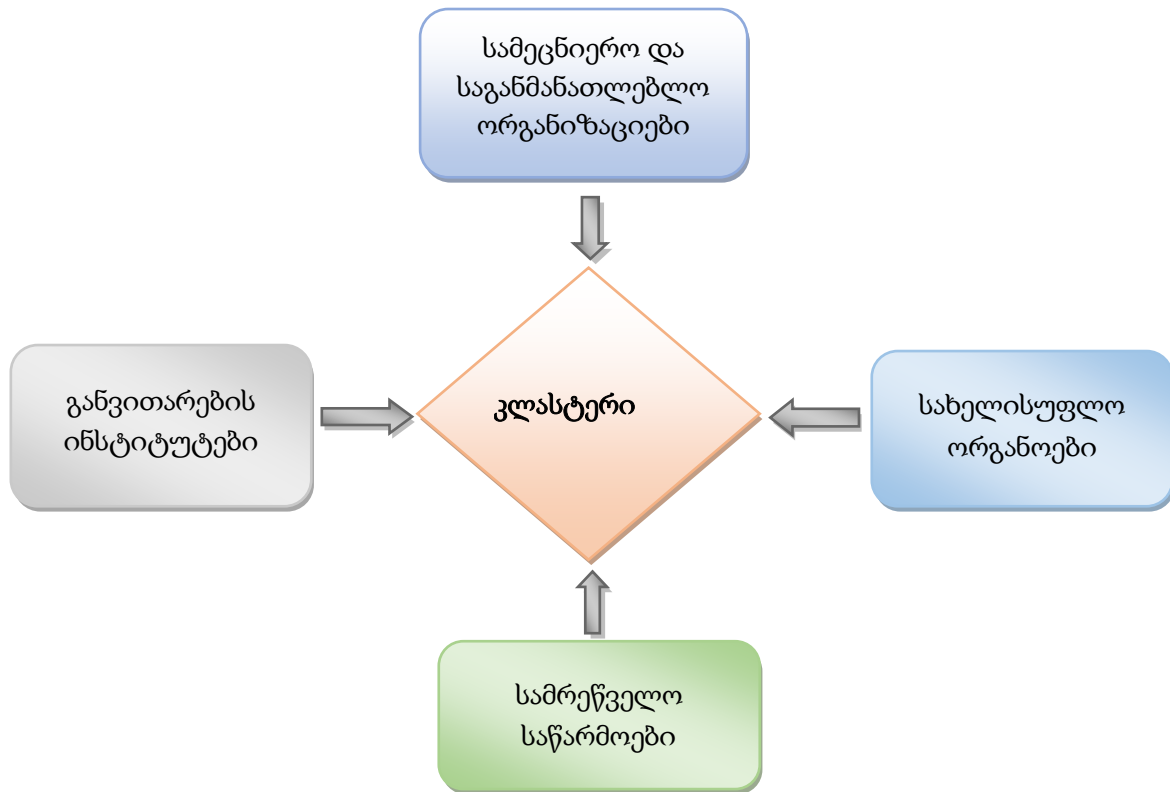 სამეცნიერო და
საგანმანათლებლო
ორგანიზაციები
განვითარების
ინსტიტუტები
კლასტერი
სახელისუფლო
ორგანოები
სამრეწველო
საწარმოები